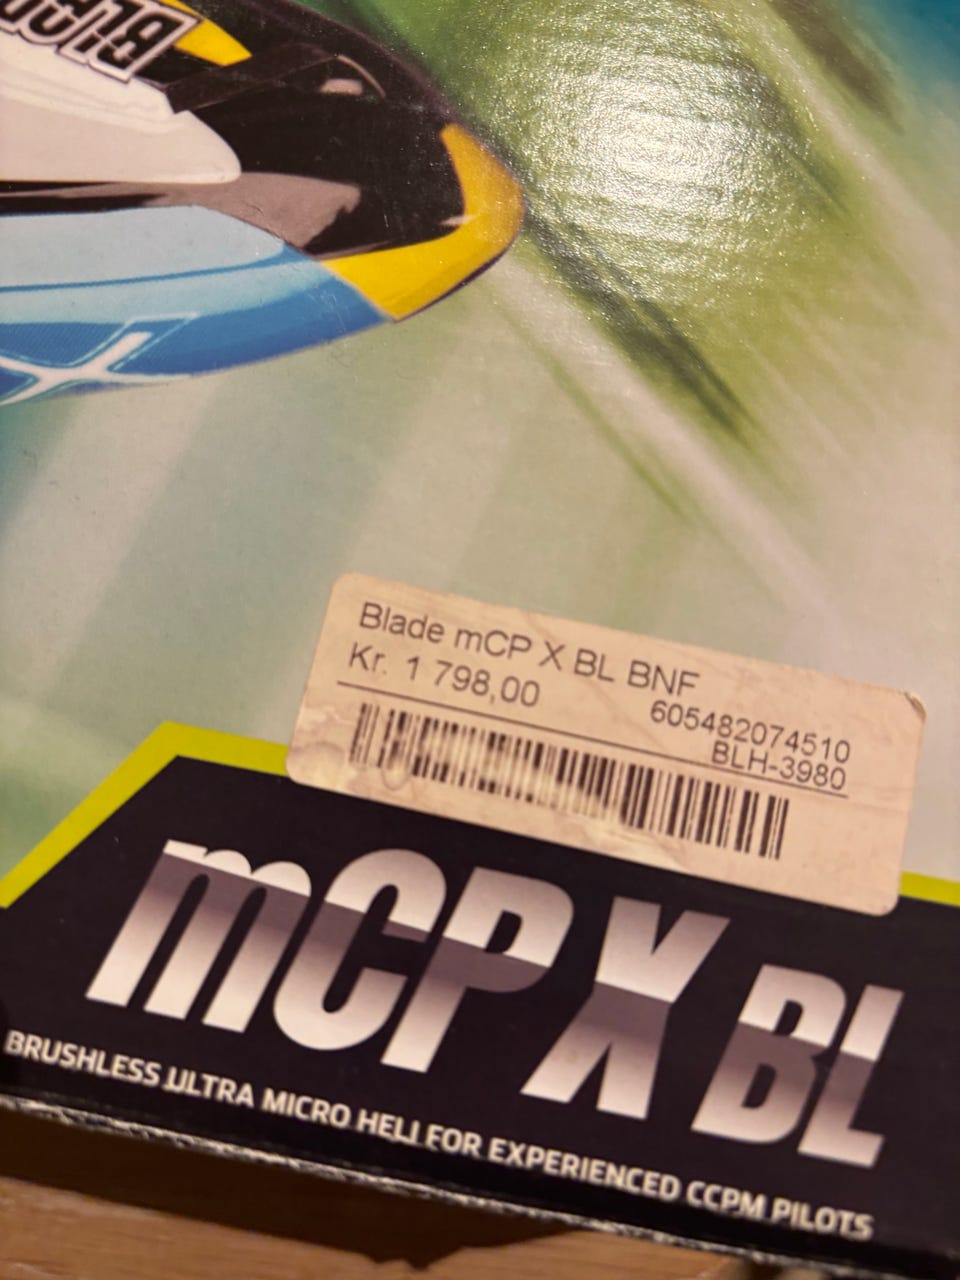 BLADE
Blade mCP X BL BNF
Kr. 1 798,00
605482074510
BLH-3980
mCP X BL
BRUSHLESS ULTRA MICRO HELI FOR EXPERIENCED CCPM PILOTS